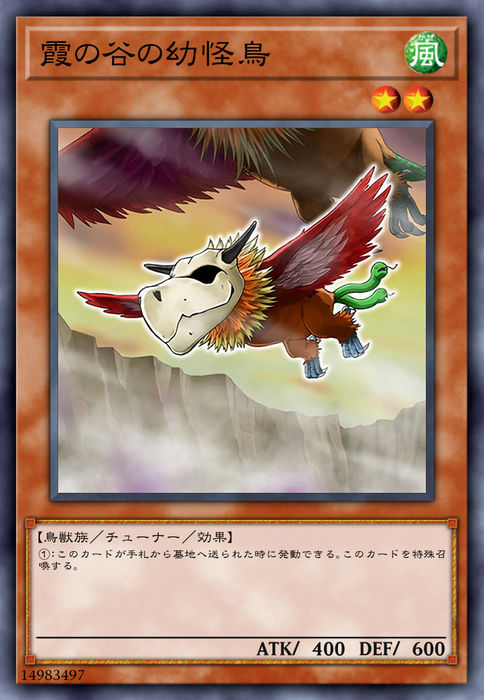 霞の谷の幼怪鳥
かぜ
風
【鳥獣族／チューナー／効果】
①：このカードが手札から墓地へ送られた時に発動できる。このカードを特殊召
喚する。
ATK/ 400 DEF/ 600
14983497